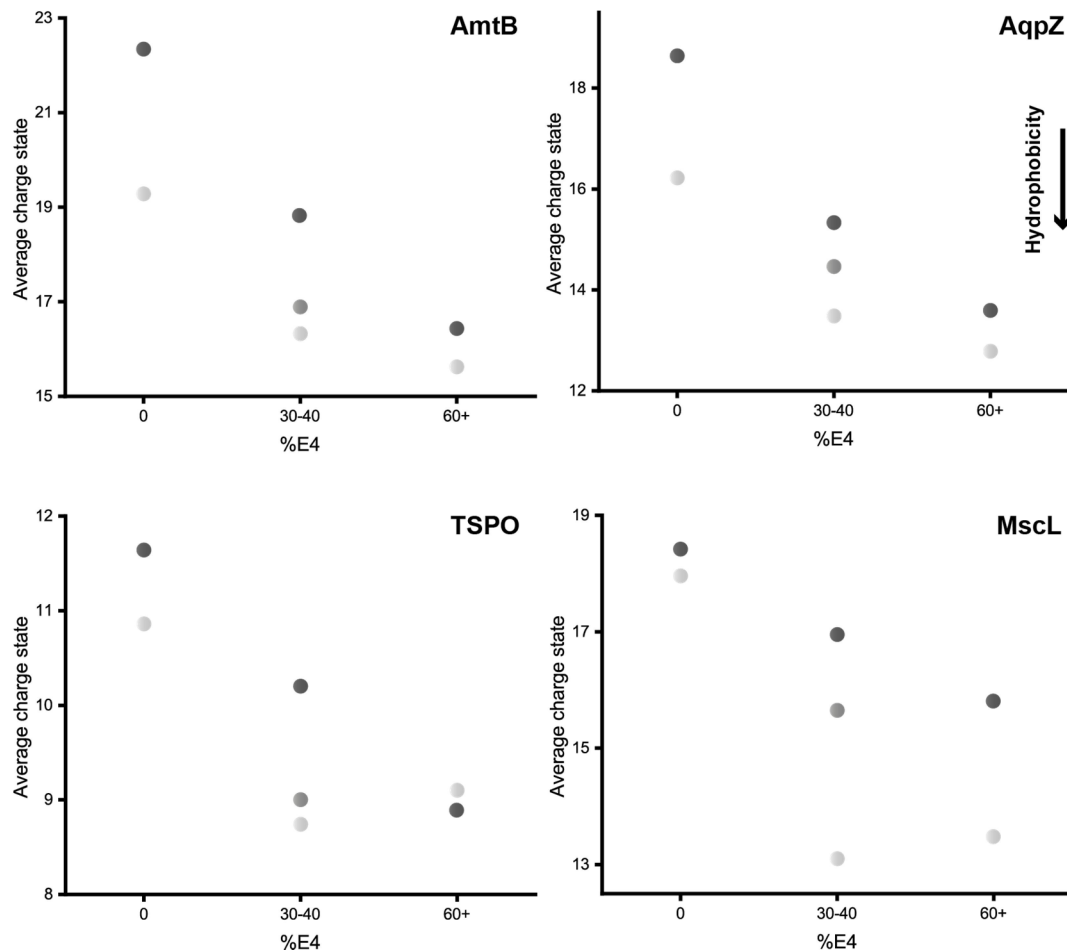 AmtB
23
21
19
17
15
Average charge state
0
30-40
60+
%E4
AqpZ
18
16
14
12
Average charge state
0
30-40
60+
%E4
Hydrophobicity
TSPO
12
11
10
9
8
Average charge state
0
30-40
60+
%E4
MscL
19
17
15
13
Average charge state
0
30-40
60+
%E4